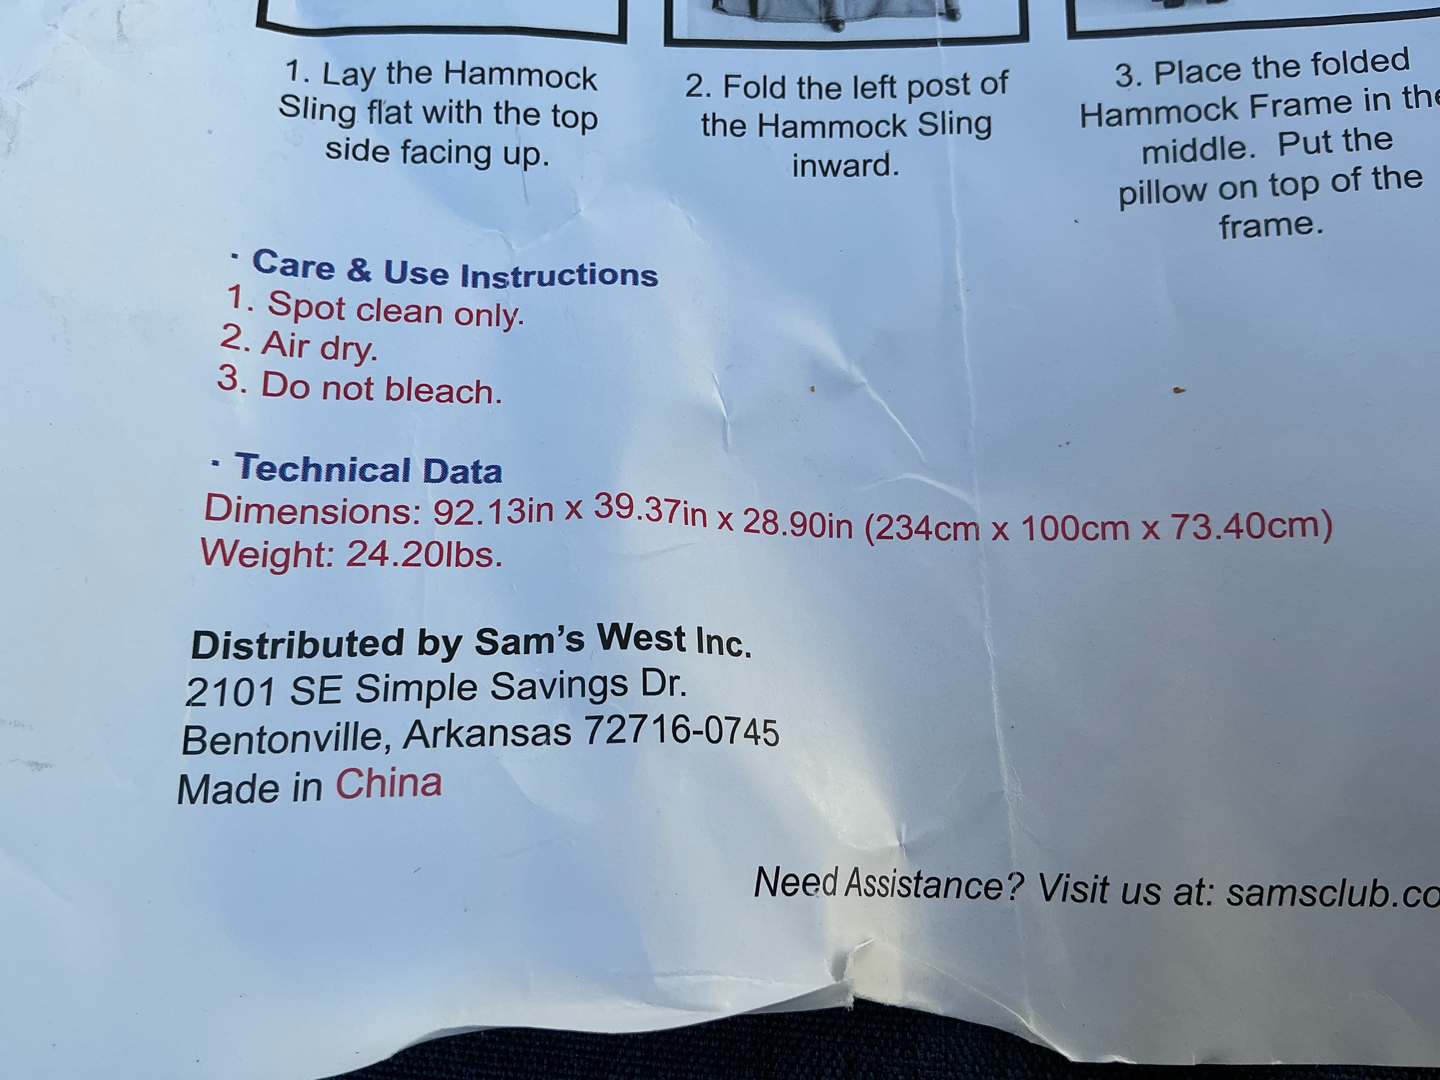 1. Lay the Hammock
Sling flat with the top
side facing up.
2. Fold the left post of
the Hammock Sling
inward.
3. Place the folded
Hammock Frame in the
middle. Put the
pillow on top of the
frame.
· Care & Use Instructions
1. Spot clean only.
2. Air dry.
3. Do not bleach.
· Technical Data
Dimensions: 92.13in x 39.37in x 28.90in (234cm x 100cm x 73.40cm)
Weight: 24.20lbs.
Distributed by Sam's West Inc.
2101 SE Simple Savings Dr.
Bentonville, Arkansas 72716-0745
Made in China
Need Assistance? Visit us at: samsclub.co